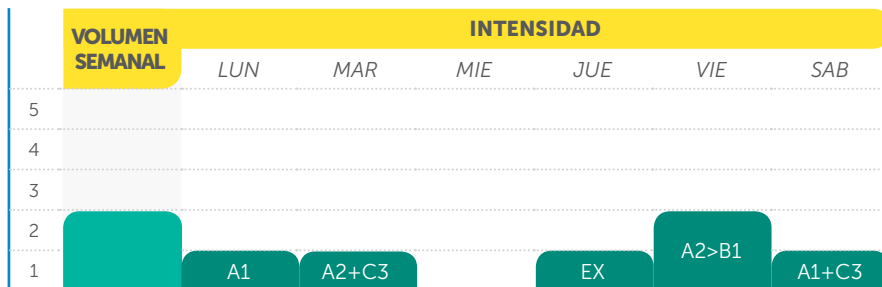 VOLUMEN
SEMANAL
INTENSIDAD
LUN MAR MIE JUE VIE SAB
5
4
3
2
A2>B1
1 A1 A2+C3 EX A1+C3